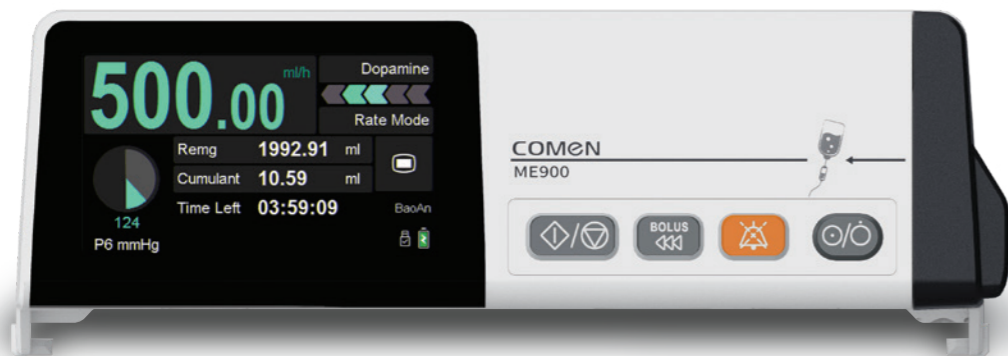 500.00 ml/h
Dopamine
Rate Mode
Remg 1992.91 ml
Cumulant 10.59 ml
Time Left 03:59:09
BaoAn
124
P6 mmHg
COMEN
ME900
BOLUS